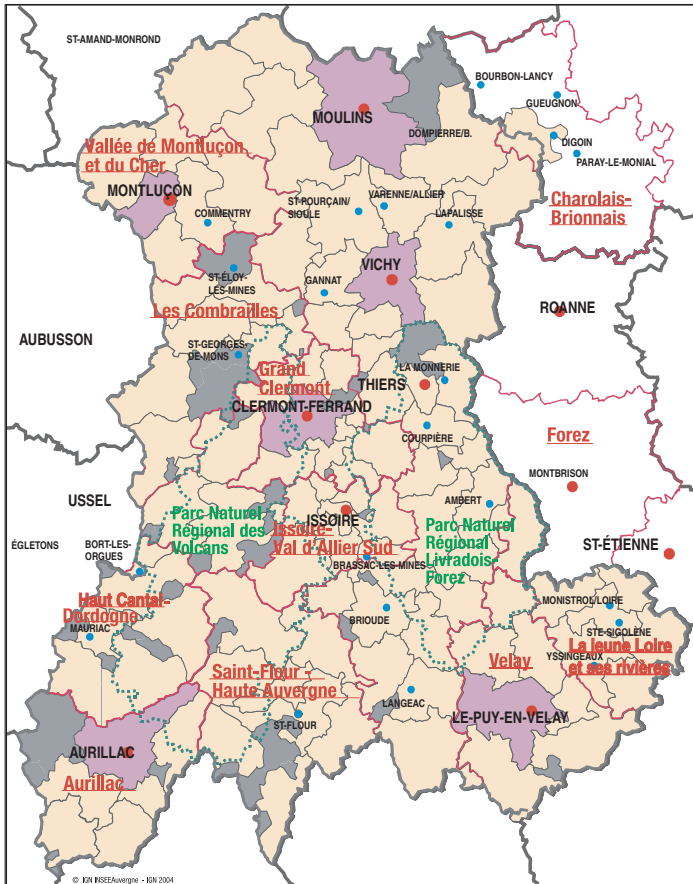 ST-AMAND-MONROND
BOURBON-LANCY
GUEUGNON
MOULINS
DOMPIERRE/B.
DIGOIN
PARAY-LE-MONIAL
Vallée de Montluçon
et du Cher
MONTLUÇON
Charolais-
Brionnais
ST-POURÇAIN/
SIOULE
VARENNE/ALLIER
COMMENTRY
LAPALISSE
VICHY
ST-ÉLOY-
LES-MINES
GANNAT
Les Combrailles
ROANNE
AUBUSSON
ST-GEORGES-
DE-MONS
Grand
Clermont
LA MONNERIE
THIERS
CLERMONT-FERRAND
COURPIÈRE
Forez
MONTBRISON
USSEL
AMBERT
Parc Naturel
Régional des
Volcans
ISSOIRE
Issoire-
Val d'Allier Sud
Parc Naturel
Régional
Livradois-
Forez
ÉGLETONS
BORT-LES-
ORGUES
ST-ÉTIENNE
BRASSAC-LES-MINES
Haut Cantal-
Dordogne
MAURIAC
BRIOUDE
MONISTROL/LOIRE
STE-SIGOLÈNE
La jeune Loire
et ses rivières
YSSINGEAUX
Velay
Saint-Flour -
Haute Auvergne
LANGEAC
ST-FLOUR
LE-PUY-EN-VELAY
AURILLAC
Aurillac
© IGN INSEEAuvergne - IGN 2004